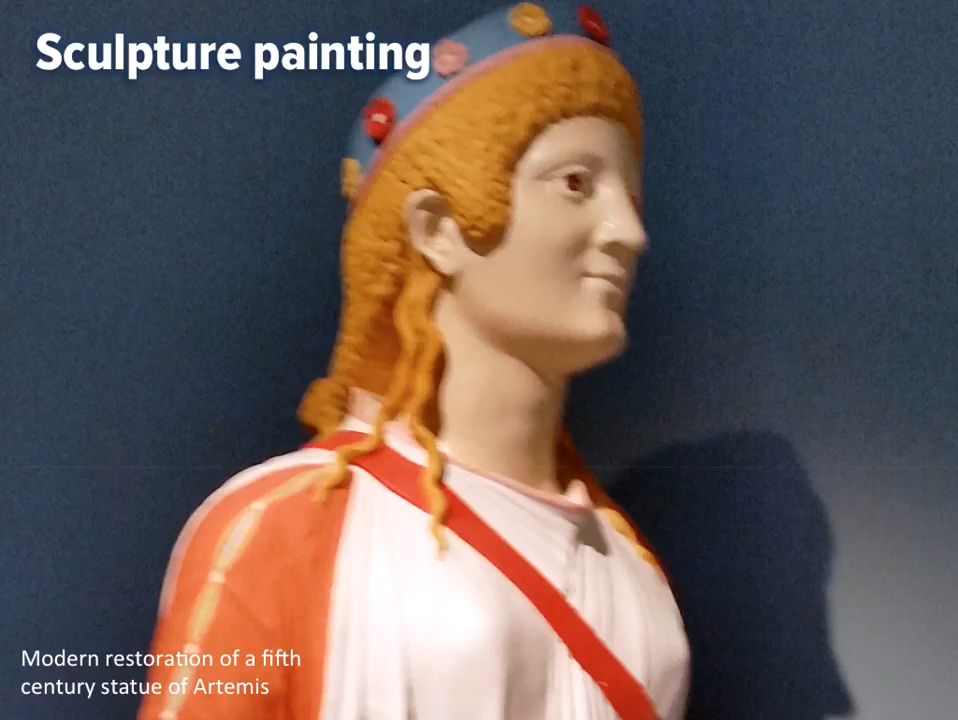 Sculpture painting
Modern restoration of a fifth
century statue of Artemis